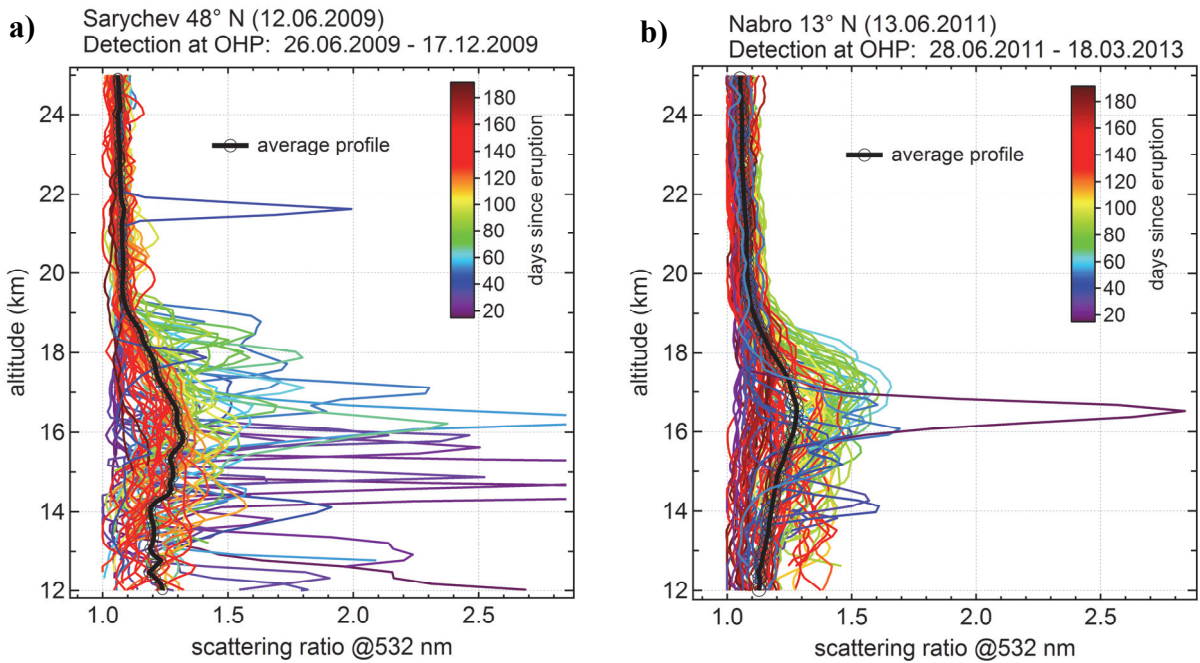 a)
Sarychev 48° N (12.06.2009)
Detection at OHP: 26.06.2009 - 17.12.2009
24
22
20
18
16
14
12
altitude (km)
1.0
1.5
2.0
2.5
scattering ratio @532 nm
average profile
180
160
140
120
100
80
60
40
20
days since eruption
b)
Nabro 13° N (13.06.2011)
Detection at OHP: 28.06.2011 - 18.03.2013
24
22
20
18
16
14
12
altitude (km)
1.0
1.5
2.0
2.5
scattering ratio @532 nm
average profile
180
160
140
120
100
80
60
40
20
days since eruption